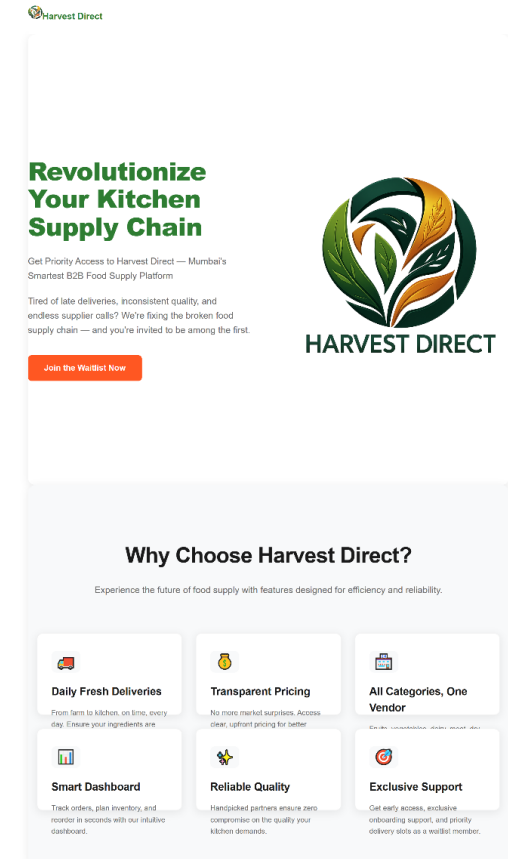 Harvest Direct
Revolutionize
Your Kitchen
Supply Chain
Get Priority Access to Harvest Direct — Mumbai's
Smartest B2B Food Supply Platform
Tired of late deliveries, inconsistent quality, and
endless supplier calls? We're fixing the broken food
supply chain — and you're invited to be among the first.
Join the Waitlist Now
HARVEST DIRECT
Why Choose Harvest Direct?
Experience the future of food supply with features designed for efficiency and reliability.
Daily Fresh Deliveries
From farm to kitchen, on time, every
day. Ensure your ingredients are
Transparent Pricing
No more market surprises. Access
clear, upfront pricing for better
All Categories, One
Vendor
Fruits, vegetables, dairy, meat, dry
Smart Dashboard
Track orders, plan inventory, and
reorder in seconds with our intuitive
dashboard.
Reliable Quality
Handpicked partners ensure zero
compromise on the quality your
kitchen demands.
Exclusive Support
Get early access, exclusive
onboarding support, and priority
delivery slots as a waitlist member.